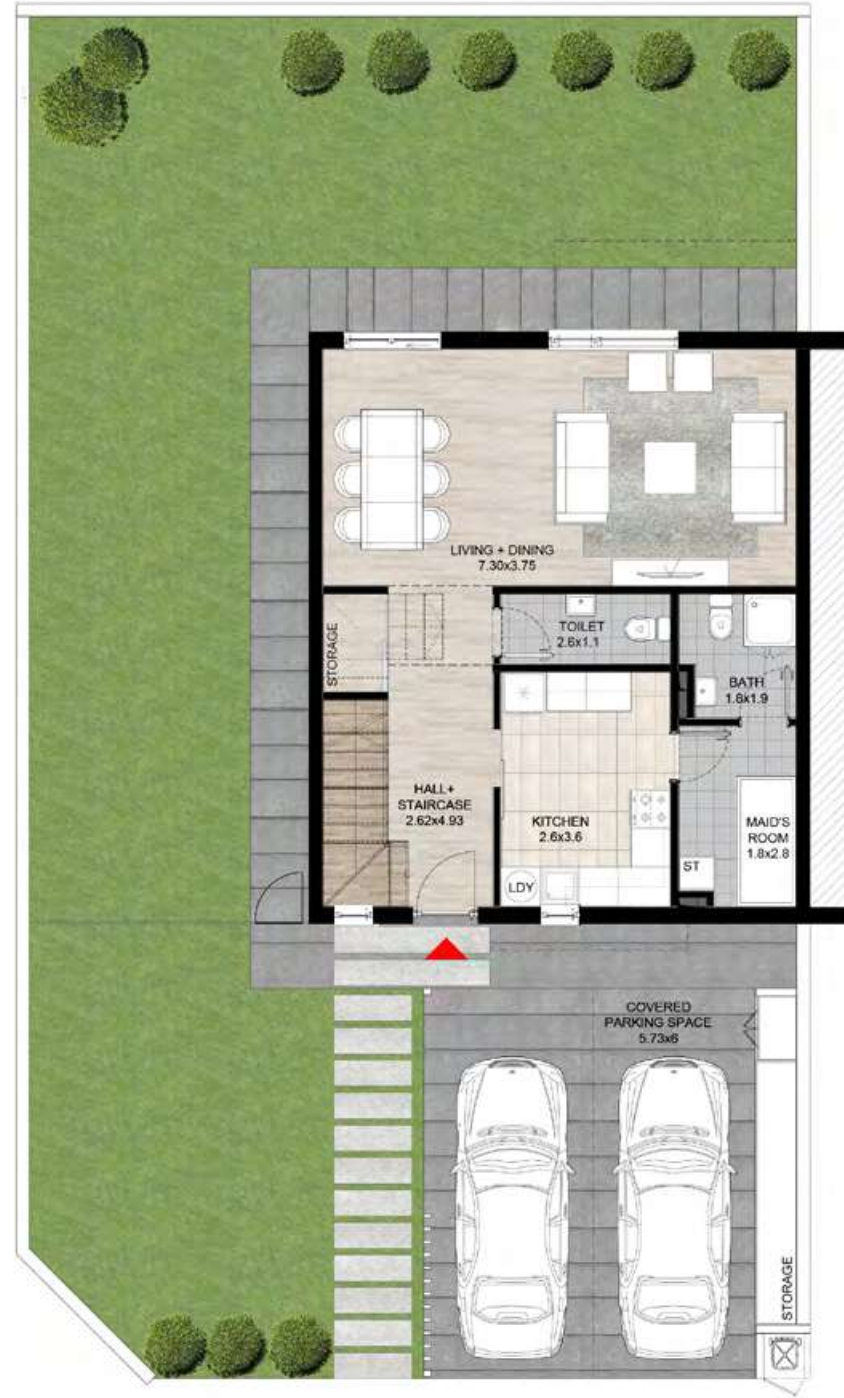 LIVING + DINING
7.30x3.75
STORAGE
TOILET
2.6x1.1
BATH
1.8x1.9
HALL+
STAIRCASE
2.62x4.93
KITCHEN
2.6x3.6
MAID'S
ROOM
1.8x2.8
ST
LDY
COVERED
PARKING SPACE
5.73x6
STORAGE